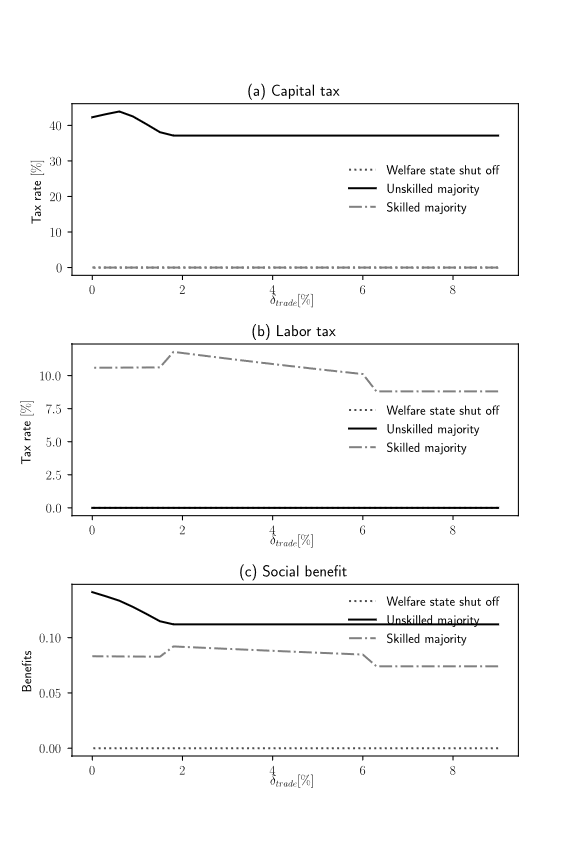 (a) Capital tax
Tax rate [%]
40
30
20
10
0
Welfare state shut off
Unskilled majority
Skilled majority
0 2 4 6 8
δtrade[%]
(b) Labor tax
Tax rate [%]
10.0
7.5
5.0
2.5
0.0
Welfare state shut off
Unskilled majority
Skilled majority
0 2 4 6 8
δtrade[%]
(c) Social benefit
Benefits
0.10
0.05
0.00
Welfare state shut off
Unskilled majority
Skilled majority
0 2 4 6 8
δtrade[%]